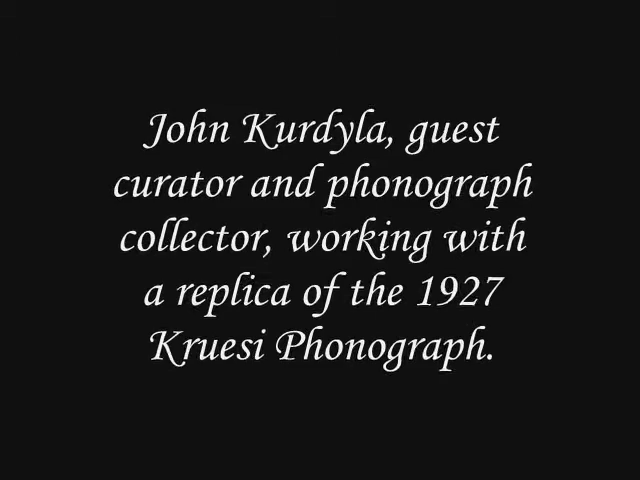 John Kurdyla, guest
curator and phonograph
collector, working with
a replica of the 1927
Kruesi Phonograph.